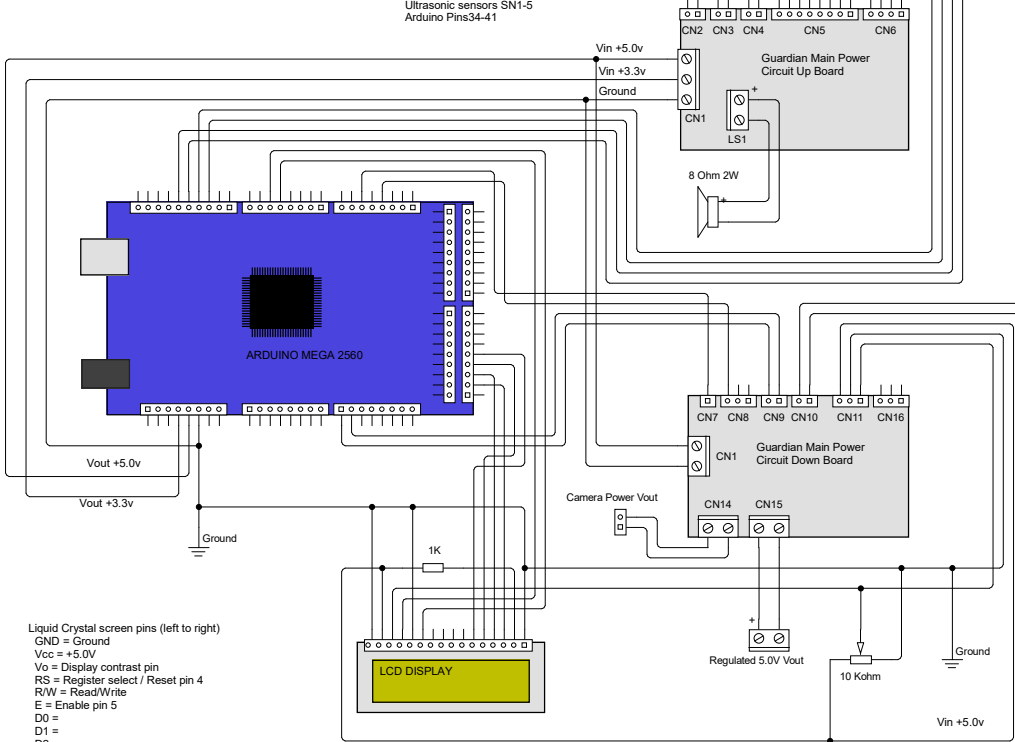 Ultrasonic sensors SN1-5
Arduino Pins34-41
CN2 CN3 CN4 CN5 CN6
Vin +5.0v
Vin +3.3v
Ground
Guardian Main Power
Circuit Up Board
CN1
+
LS1
8 Ohm 2W
+
ARDUINO MEGA 2560
CN7 CN8 CN9 CN10 CN11 CN16
CN1
Guardian Main Power
Circuit Down Board
Vout +5.0v
Vout +3.3v
Camera Power Vout
CN14 CN15
Ground
1K
+
Regulated 5.0V Vout
10 Kohm
Ground
LCD DISPLAY
Vin +5.0v
Liquid Crystal screen pins (left to right)
GND = Ground
Vcc = +5.0V
Vo = Display contrast pin
RS = Register select / Reset pin 4
R/W = Read/Write
E = Enable pin 5
D0 =
D1 =